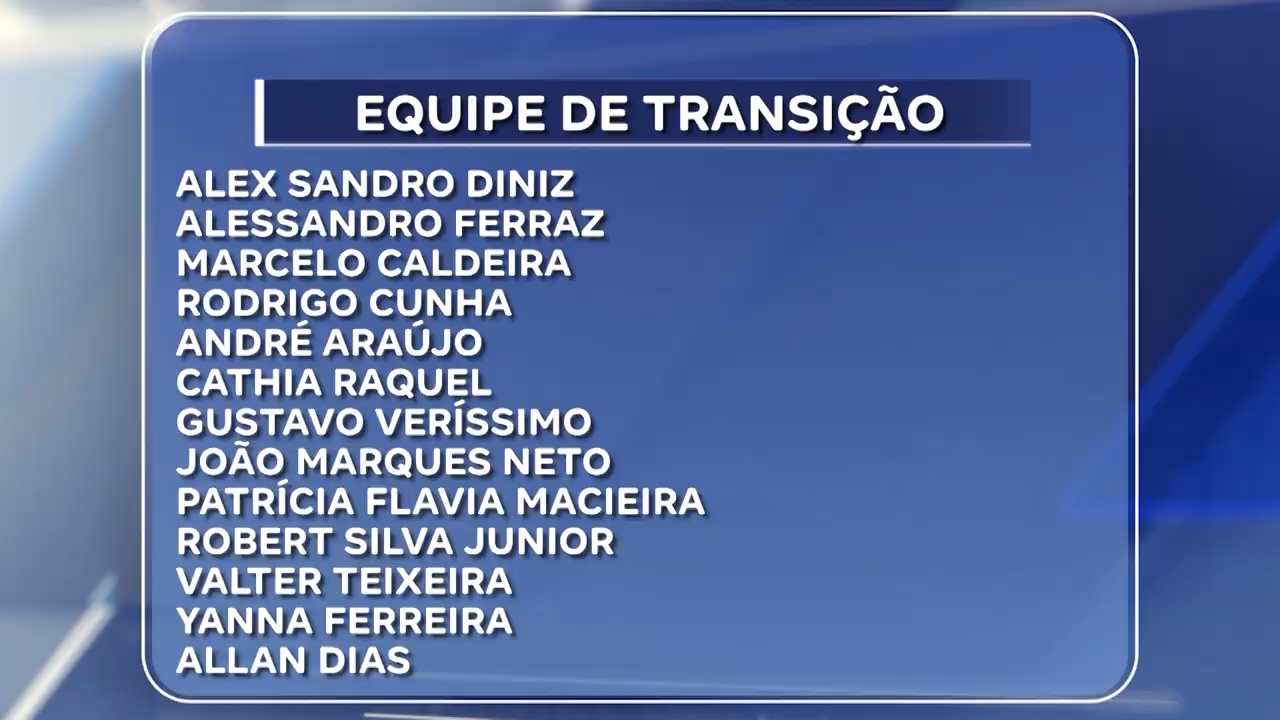 EQUIPE DE TRANSIÇÃO
ALEX SANDRO DINIZ
ALESSANDRO FERRAZ
MARCELO CALDEIRA
RODRIGO CUNHA
ANDRÉ ARAÚJO
CATHIA RAQUEL
GUSTAVO VERÍSSIMO
JOÃO MARQUES NETO
PATRÍCIA FLAVIA MACIEIRA
ROBERT SILVA JUNIOR
VALTER TEIXEIRA
YANNA FERREIRA
ALLAN DIAS